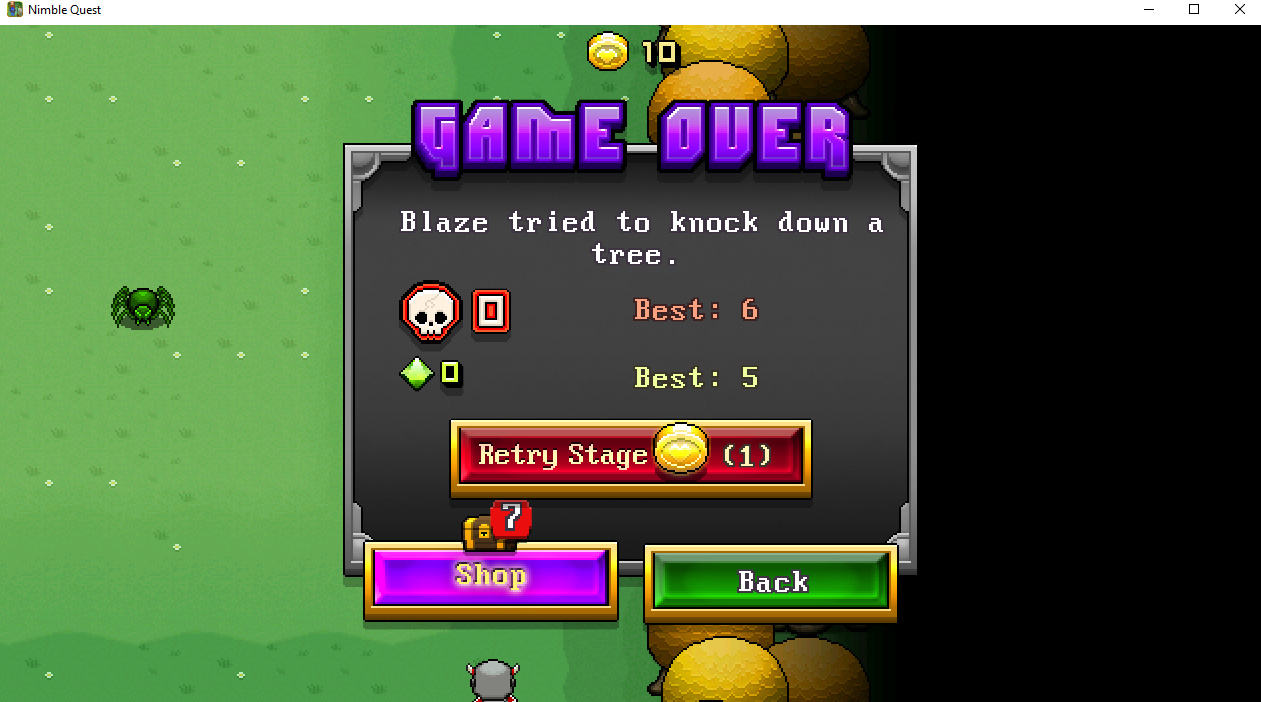 Nimble Quest
10
GAME OVER
Blaze tried to knock down a
tree.
0 Best: 6
0 Best: 5
Retry Stage (1)
7
Shop Back